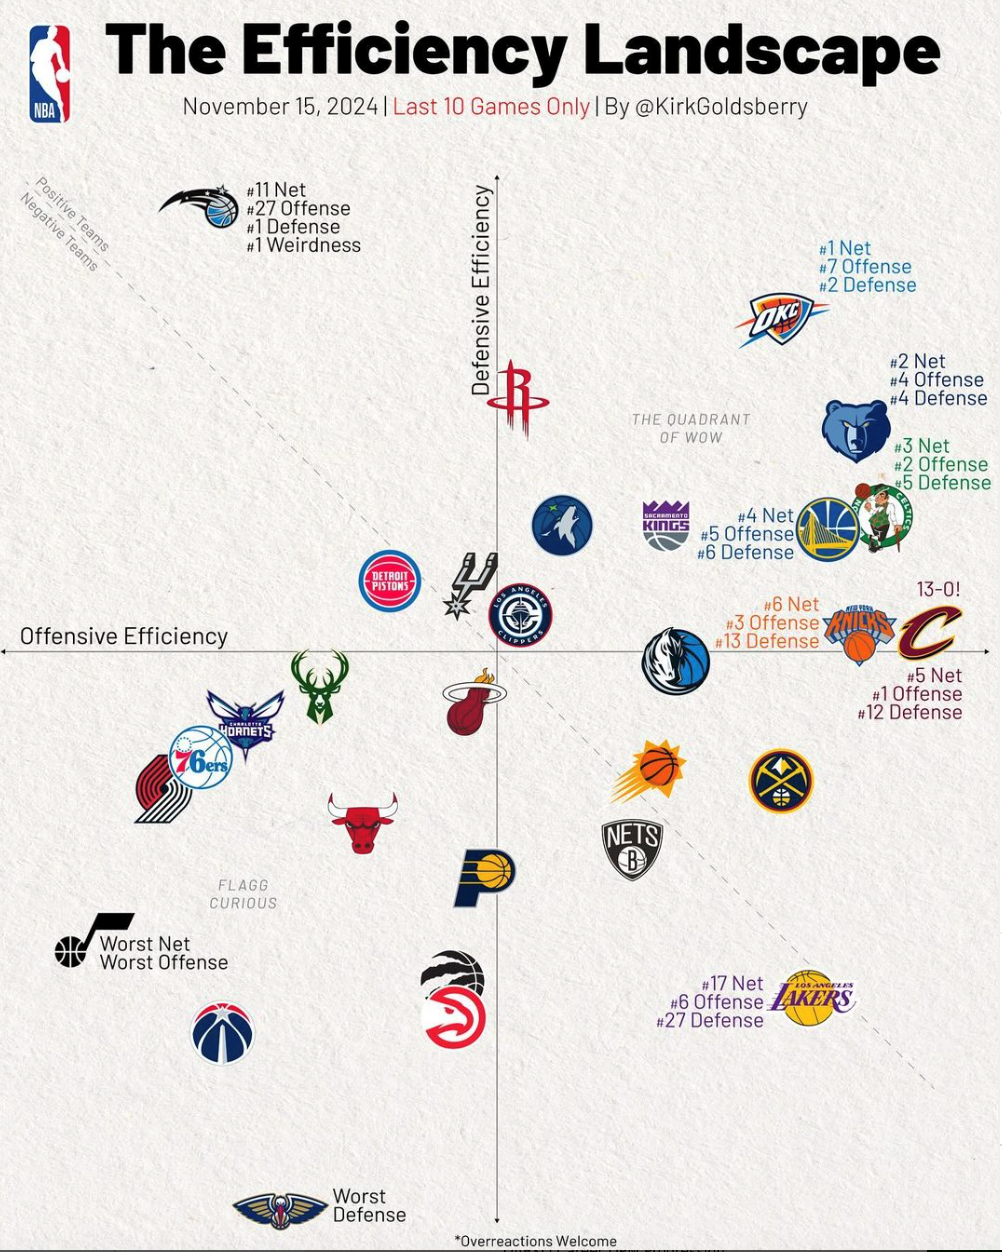 The Efficiency Landscape
NBA
November 15, 2024 | Last 10 Games Only | By @KirkGoldsberry
Positive Teams
Negative Teams
#11 Net
#27 Offense
#1 Defense
#1 Weirdness
Defensive Efficiency
#1 Net
#7 Offense
#2 Defense
OKC
R
#2 Net
#4 Offense
#4 Defense
THE QUADRANT
OF WOW
#3 Net
#2 Offense
#5 Defense
CELTICS
SACRAMENTO
KINGS
#4 Net
#5 Offense
#6 Defense
DETROIT
PISTONS
LOS ANGELES
CLIPPERS
13-0!
#6 Net
#3 Offense
#13 Defense
NEW YORK
KNICKS
C
Offensive Efficiency
#5 Net
#1 Offense
#12 Defense
CHARLOTTE
HORNETS
76ers
NETS
B
FLAGG
CURIOUS
Worst Net
Worst Offense
#17 Net
#6 Offense
#27 Defense
LOS ANGELES
LAKERS
Worst
Defense
*Overreactions Welcome